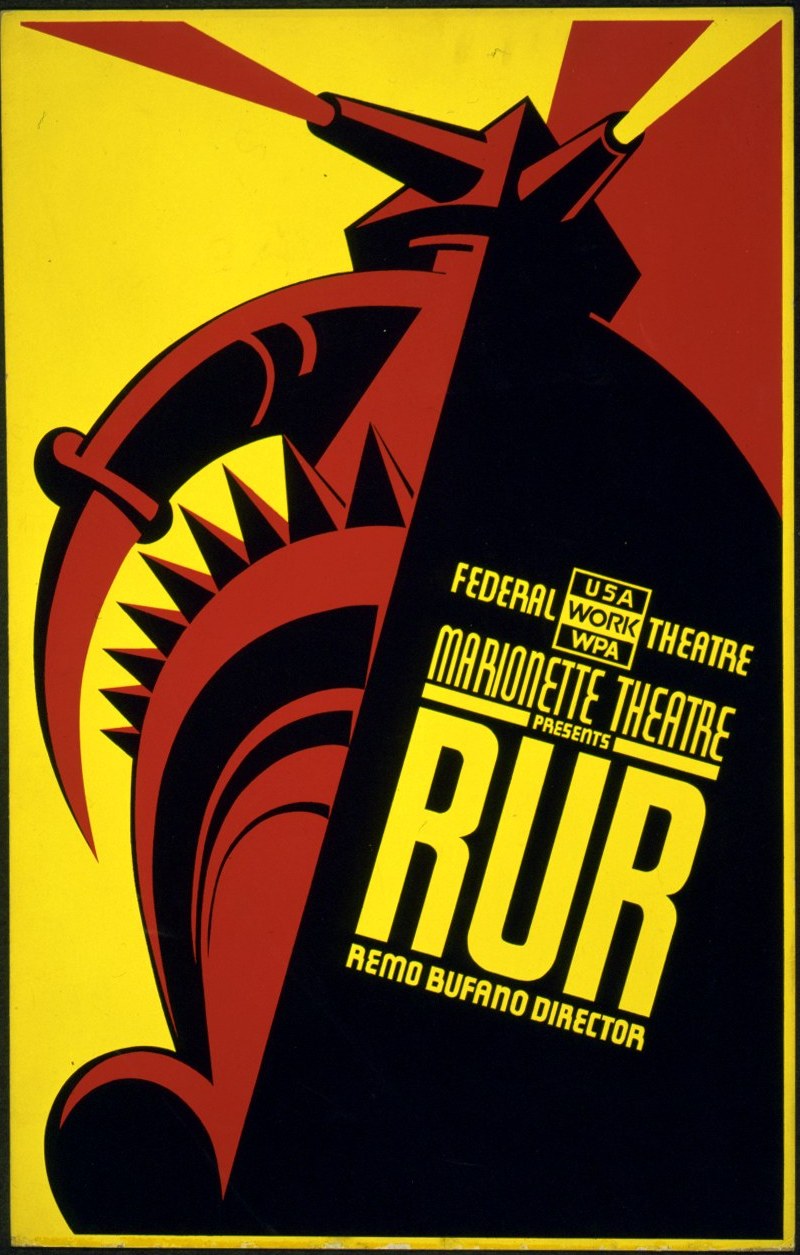 FEDERAL USA WORK WPA THEATRE
MARIONETTE THEATRE
PRESENTS
RUR
REMO BUFANO DIRECTOR